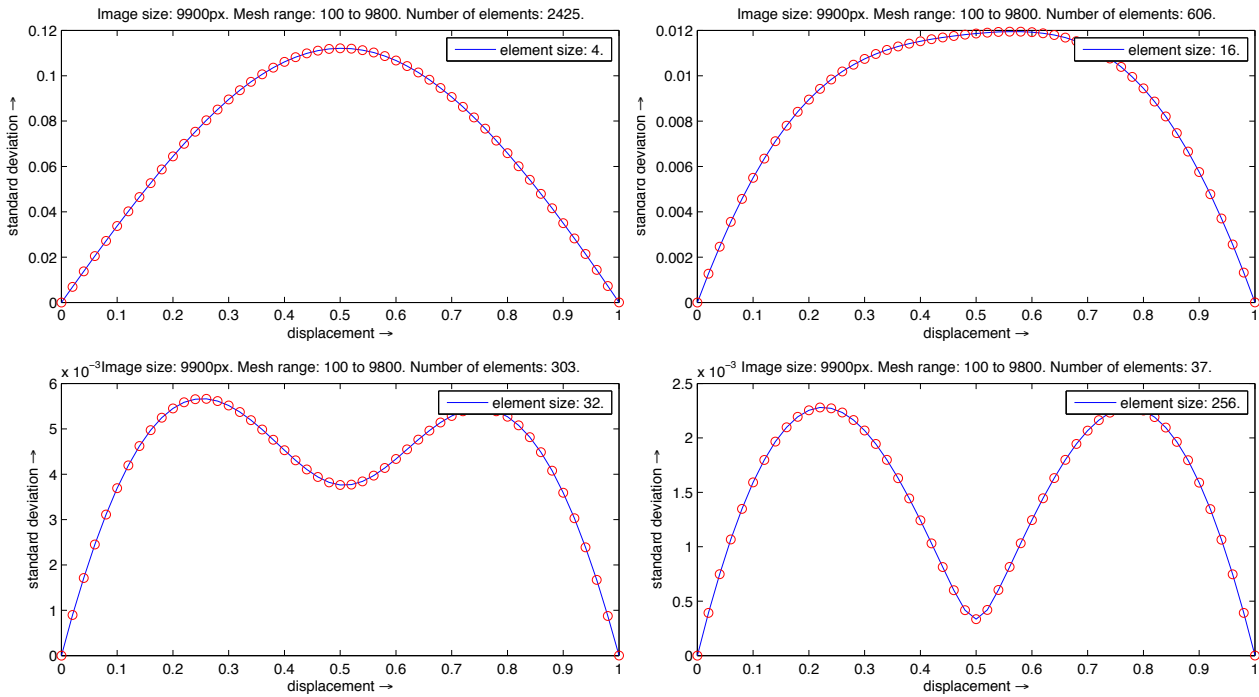 Image size: 9900px. Mesh range: 100 to 9800. Number of elements: 2425.
0.12
0.1
0.08
0.06
0.04
0.02
0
standard deviation →
element size: 4.
0 0.1 0.2 0.3 0.4 0.5 0.6 0.7 0.8 0.9 1
displacement →
Image size: 9900px. Mesh range: 100 to 9800. Number of elements: 606.
0.012
0.01
0.008
0.006
0.004
0.002
0
standard deviation →
element size: 16.
0 0.1 0.2 0.3 0.4 0.5 0.6 0.7 0.8 0.9 1
displacement →
x 10⁻³ Image size: 9900px. Mesh range: 100 to 9800. Number of elements: 303.
6
5
4
3
2
1
0
standard deviation →
element size: 32.
0 0.1 0.2 0.3 0.4 0.5 0.6 0.7 0.8 0.9 1
displacement →
x 10⁻³ Image size: 9900px. Mesh range: 100 to 9800. Number of elements: 37.
2.5
2
1.5
1
0.5
0
standard deviation →
element size: 256.
0 0.1 0.2 0.3 0.4 0.5 0.6 0.7 0.8 0.9 1
displacement →